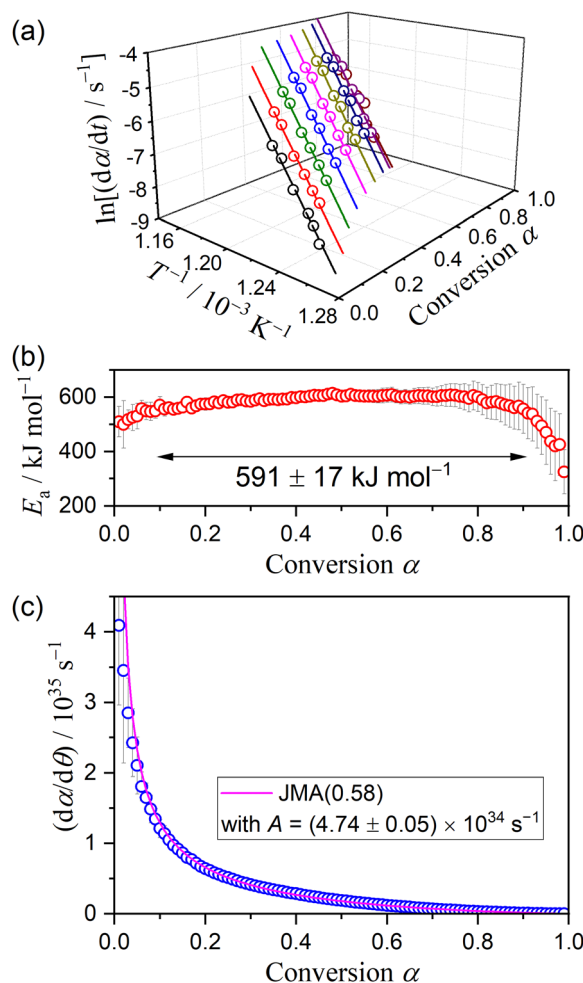 (a)
-4
-5
-6
-7
-8
-9
ln[(dα/dt) / s⁻¹]
1.16
1.20
1.24
1.28
T⁻¹ / 10⁻³ K⁻¹
0.0
0.2
0.4
0.6
0.8
1.0
Conversion α
(b)
600
400
200
Eₐ / kJ mol⁻¹
591 ± 17 kJ mol⁻¹
0.0 0.2 0.4 0.6 0.8 1.0
Conversion α
(c)
4
3
2
1
0
(dα/dθ) / 10³⁵ s⁻¹
JMA(0.58)
with A = (4.74 ± 0.05) × 10³⁴ s⁻¹
0.0 0.2 0.4 0.6 0.8 1.0
Conversion α